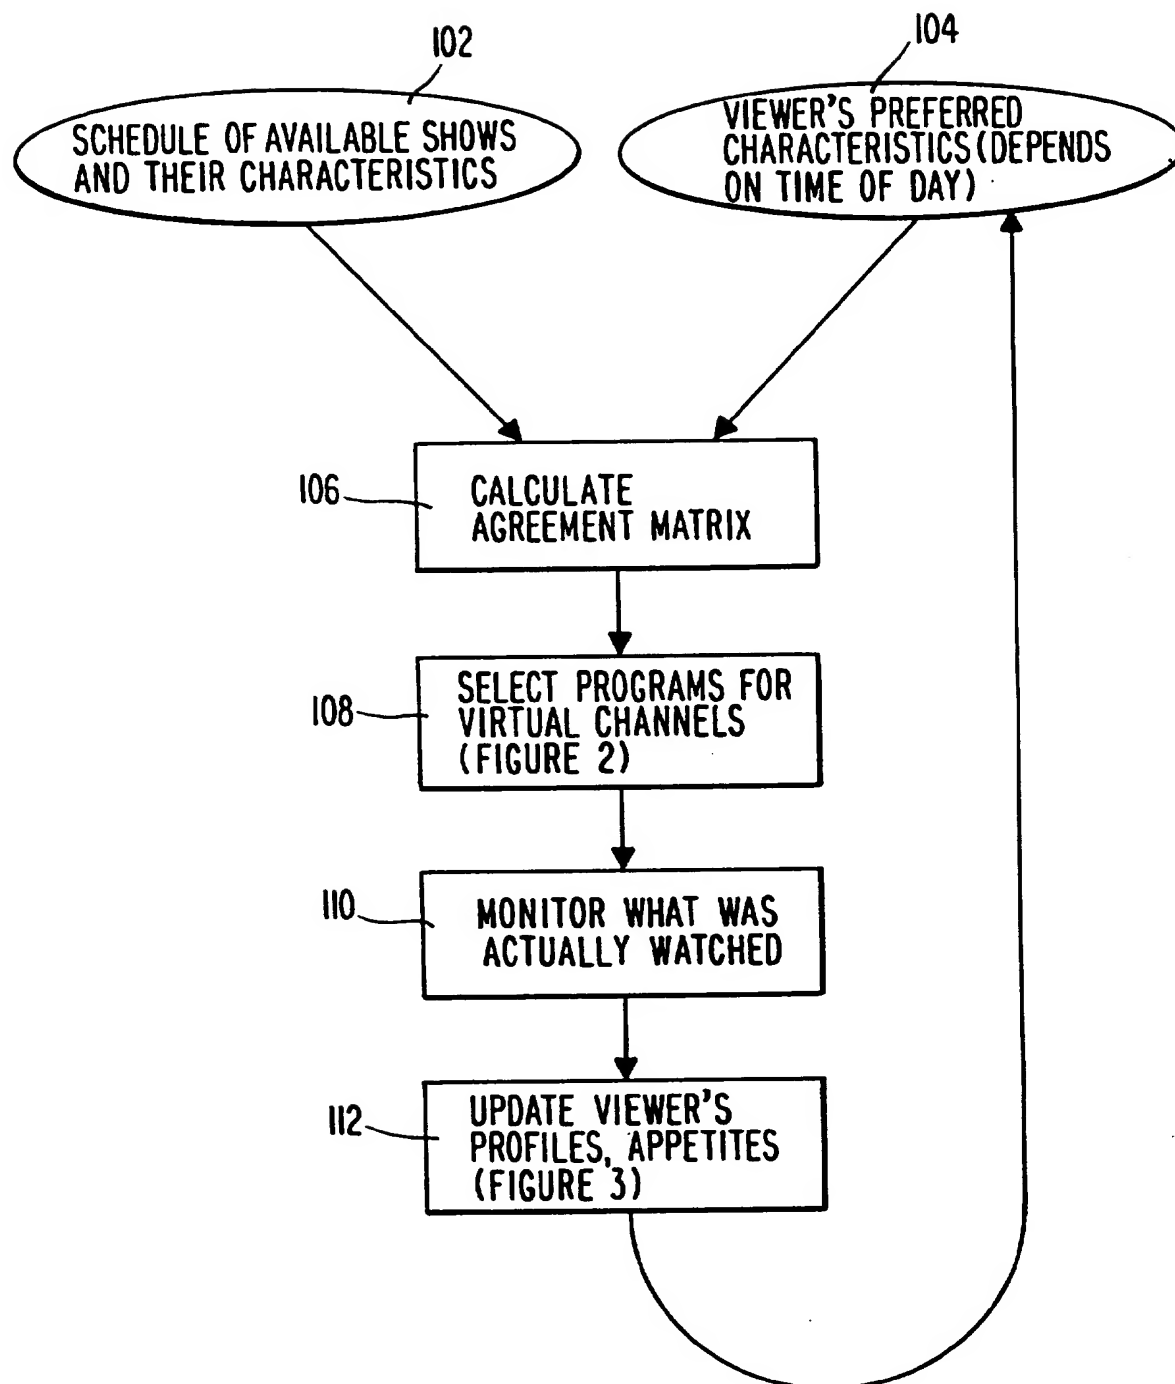 102
SCHEDULE OF AVAILABLE SHOWS
AND THEIR CHARACTERISTICS
104
VIEWER'S PREFERRED
CHARACTERISTICS (DEPENDS
ON TIME OF DAY)
106
CALCULATE
AGREEMENT MATRIX
108
SELECT PROGRAMS FOR
VIRTUAL CHANNELS
(FIGURE 2)
110
MONITOR WHAT WAS
ACTUALLY WATCHED
112
UPDATE VIEWER'S
PROFILES, APPETITES
(FIGURE 3)